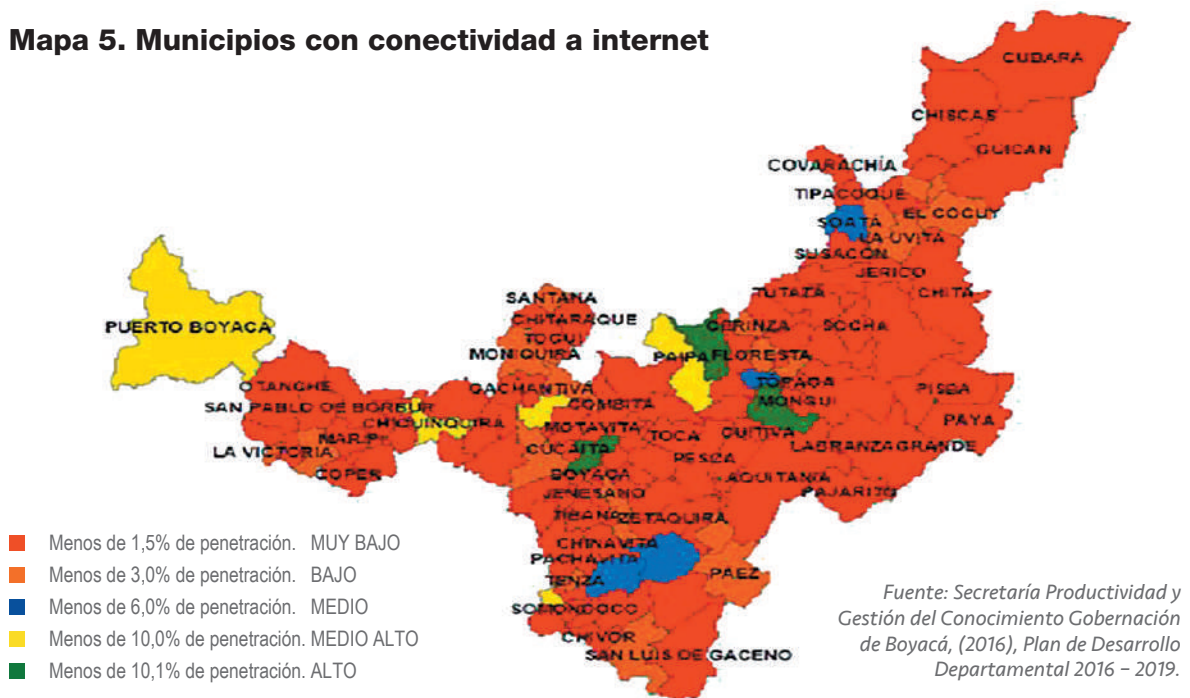 Mapa 5. Municipios con conectividad a internet
CUBARÁ
CHISCAS
GUICAN
COVARACHÍA
TIPACOQUE
EL COCUY
SOATÁ
LA UVITA
SUSACÓN
JERICO
TUTAZÁ
CHITA
SANTANA
CHITARAQUE
TOGUI
MONIQUIRA
CERINZA
SOCHA
PUERTO BOYACA
PAIPA
FLORESTA
OTANCHE
GACHANTIVA
TOPAGA
PISBA
SAN PABLO DE BORBUR
COMBITA
MONGUI
PAYA
CHIQUINQUIRA
MOTAVITA
TOCA
CUITIVA
MARIPI
LABRANZAGRANDE
LA VICTORIA
CUCAITA
PESCA
COPER
BOYACA
AQUITANIA
JENESANO
PAJARITO
TIBANA
ZETAQUIRA
CHINAVITA
PACHAVITA
PAEZ
TENZA
SOMONDOCO
CHIVOR
SAN LUIS DE GACENO
Menos de 1,5% de penetración. MUY BAJO
Menos de 3,0% de penetración. BAJO
Menos de 6,0% de penetración. MEDIO
Menos de 10,0% de penetración. MEDIO ALTO
Menos de 10,1% de penetración. ALTO
Fuente: Secretaría Productividad y
Gestión del Conocimiento Gobernación
de Boyacá, (2016), Plan de Desarrollo
Departamental 2016 – 2019.